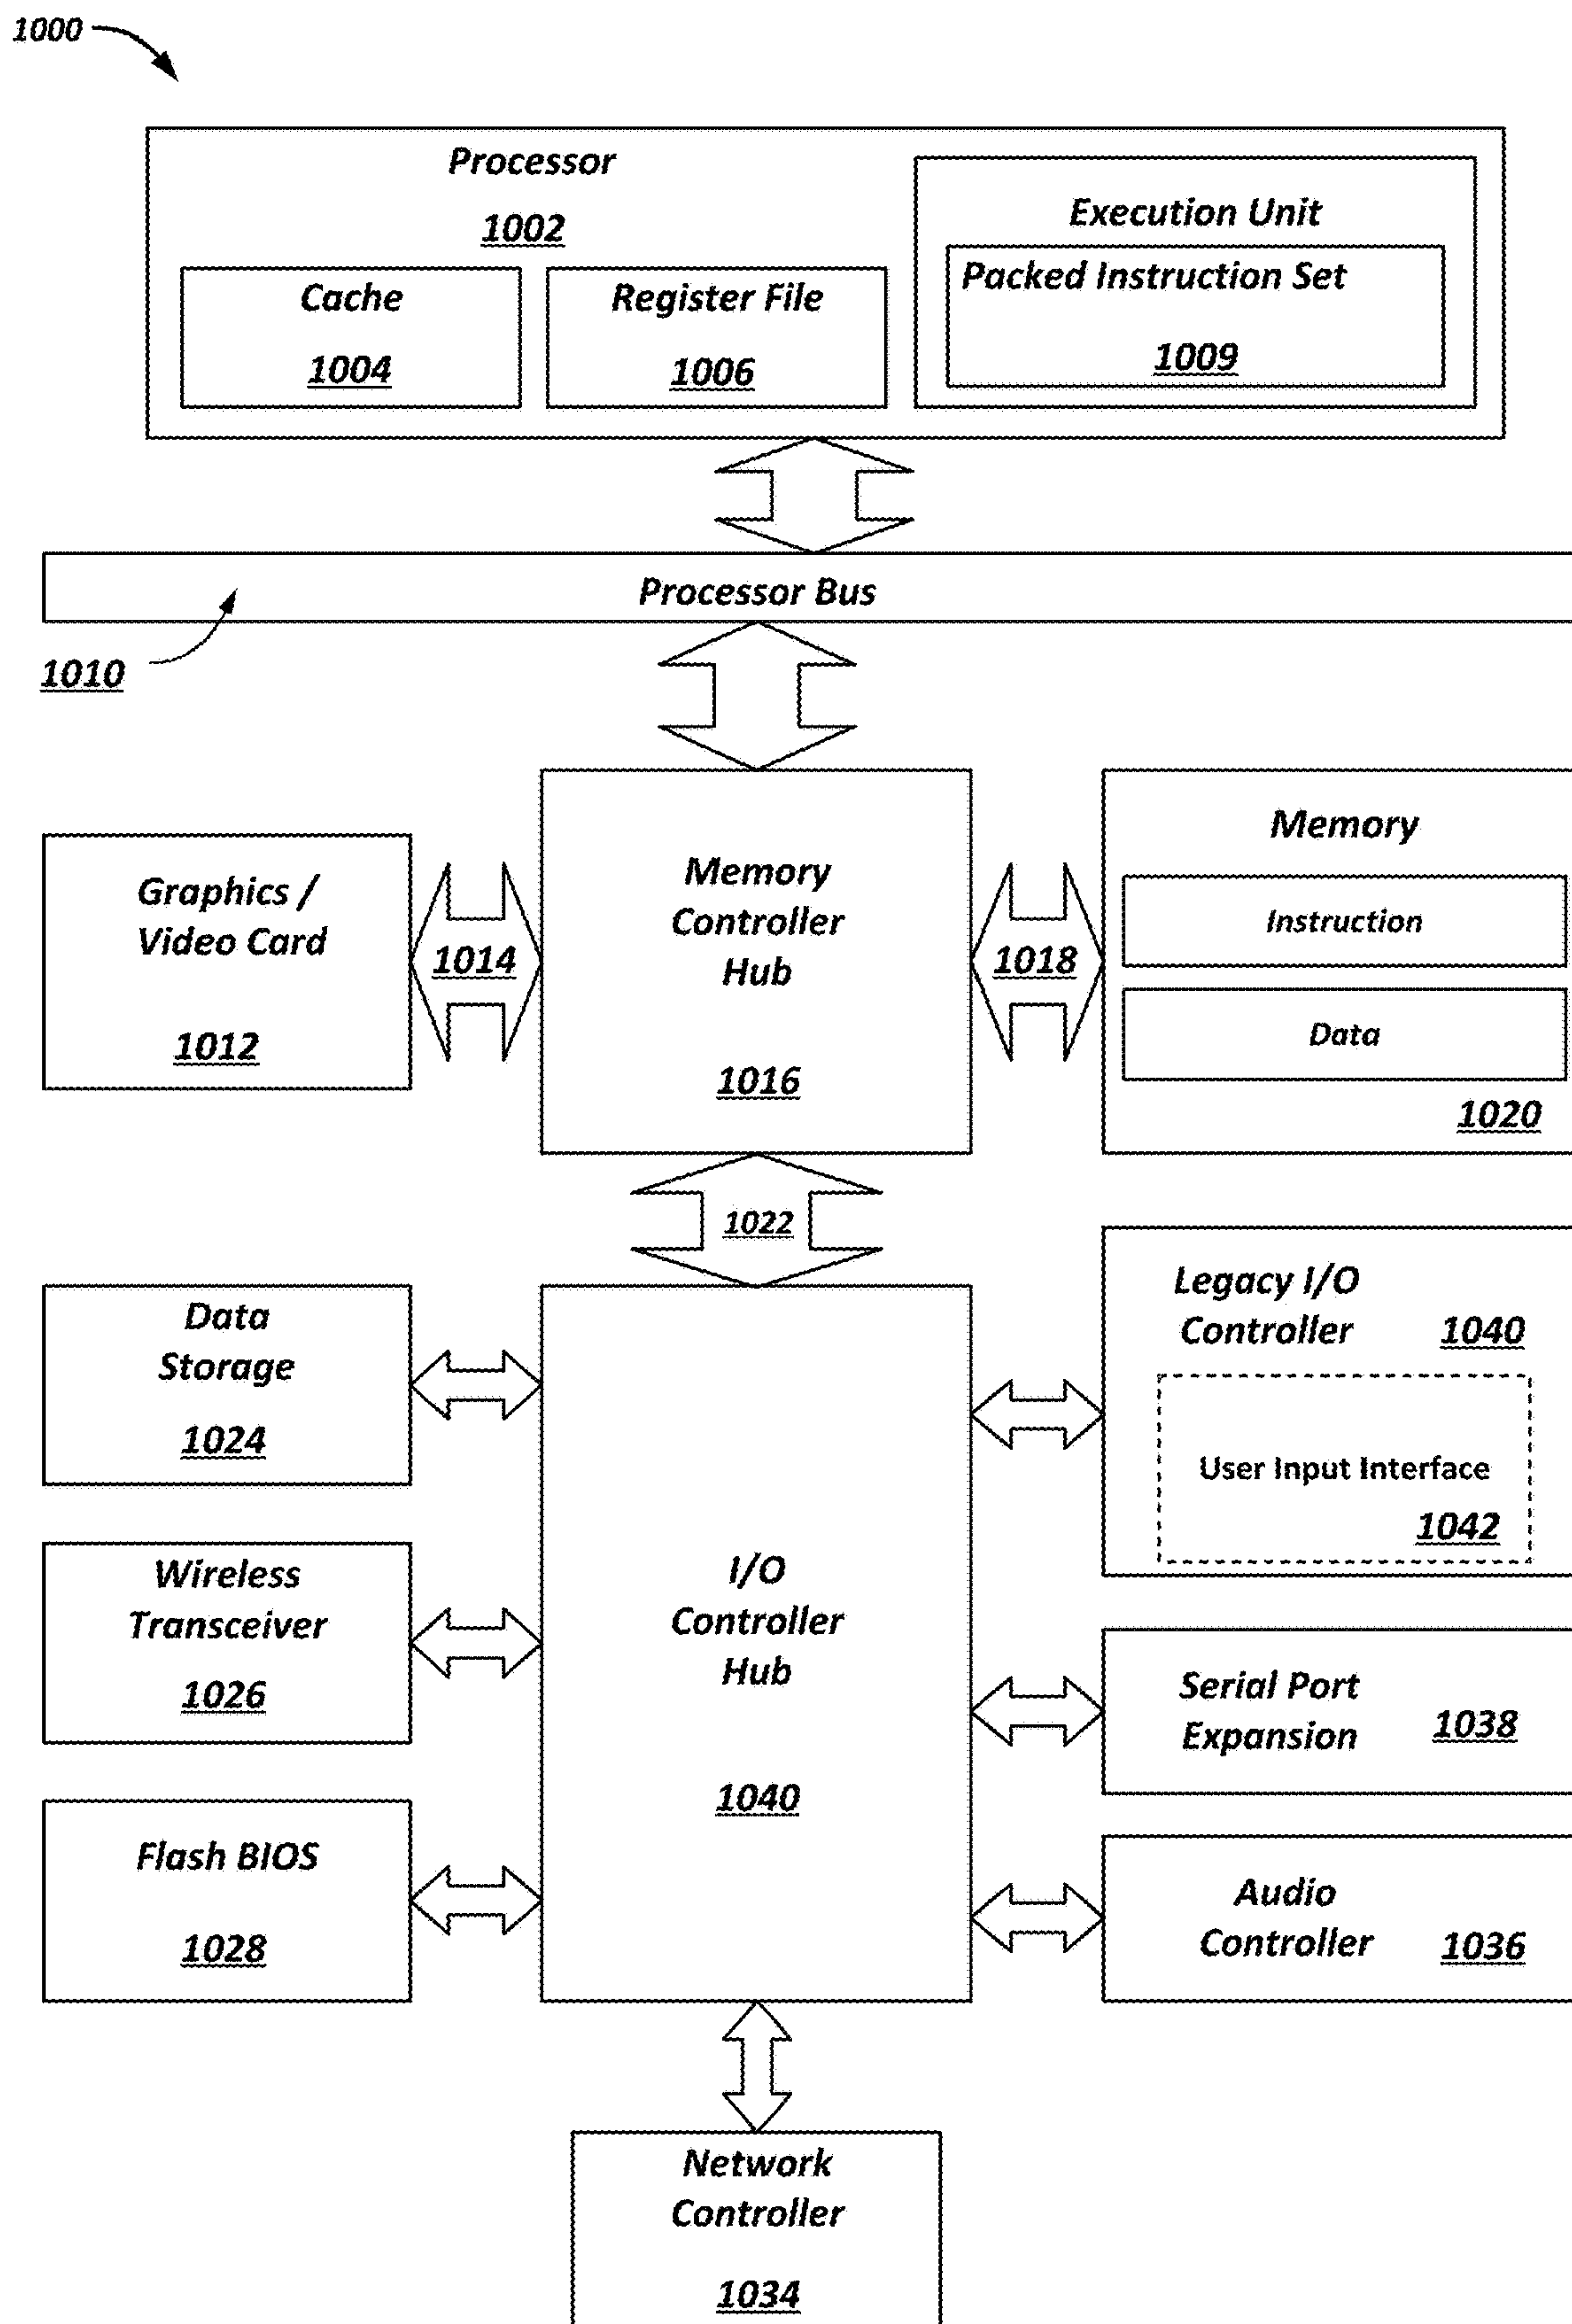 1000
Processor
1002
Cache
1004
Register File
1006
Execution Unit
Packed Instruction Set
1009
Processor Bus
1010
Graphics /
Video Card
1012
1014
Memory
Controller
Hub
1016
1018
Memory
Instruction
Data
1020
1022
Data
Storage
1024
Wireless
Transceiver
1026
Flash BIOS
1028
I/O
Controller
Hub
1040
Legacy I/O
Controller 1040
User Input Interface
1042
Serial Port
Expansion 1038
Audio
Controller 1036
Network
Controller
1034